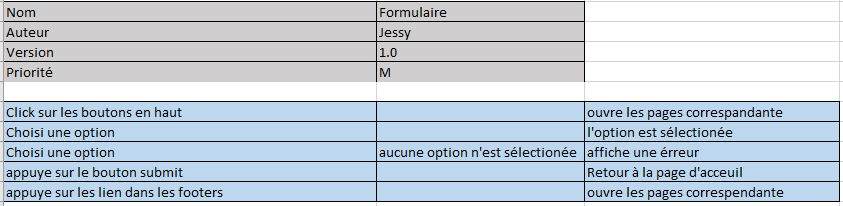 Nom Formulaire
Auteur Jessy
Version 1.0
Priorité M
Click sur les boutons en haut ouvre les pages correspandante
Choisi une option l'option est sélectionée
Choisi une option aucune option n'est sélectionée affiche une érreur
appuye sur le bouton submit Retour à la page d'acceuil
appuye sur les lien dans les footers ouvre les pages correspendante